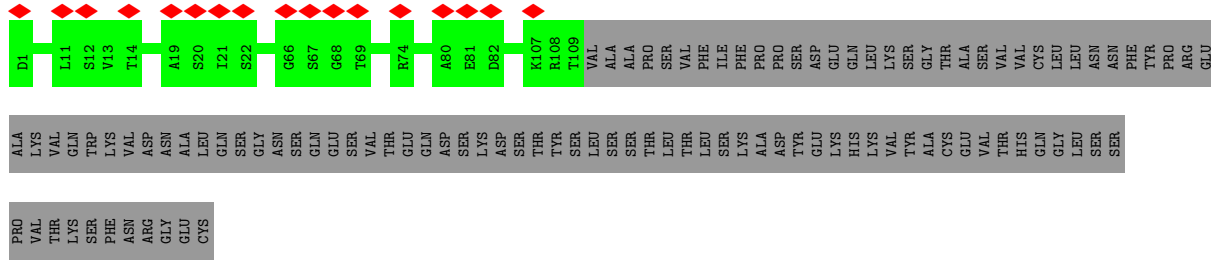 D1 L11 S12 V13 T14 A19 S20 I21 S22 G66 S67 G68 T69 R74 A80 E81 D82 K107 R108 T109 VAL ALA ALA PRO SER VAL PHE ILE PHE PRO PRO SER ASP GLU GLN LEU LYS SER GLY THR ALA SER VAL VAL CYS LEU LEU ASN ASN PHE TYR PRO ARG GLU
ALA LYS VAL GLN TRP LYS VAL ASP ASN ALA LEU GLN SER GLY ASN SER GLN GLU SER VAL THR GLU GLN ASP SER LYS ASP SER THR TYR SER LEU SER SER THR LEU THR LEU SER LYS ALA ASP TYR GLU LYS HIS LYS VAL TYR ALA CYS GLU VAL THR HIS GLN GLY LEU SER SER
PRO VAL THR LYS SER PHE ASN ARG GLY GLU CYS